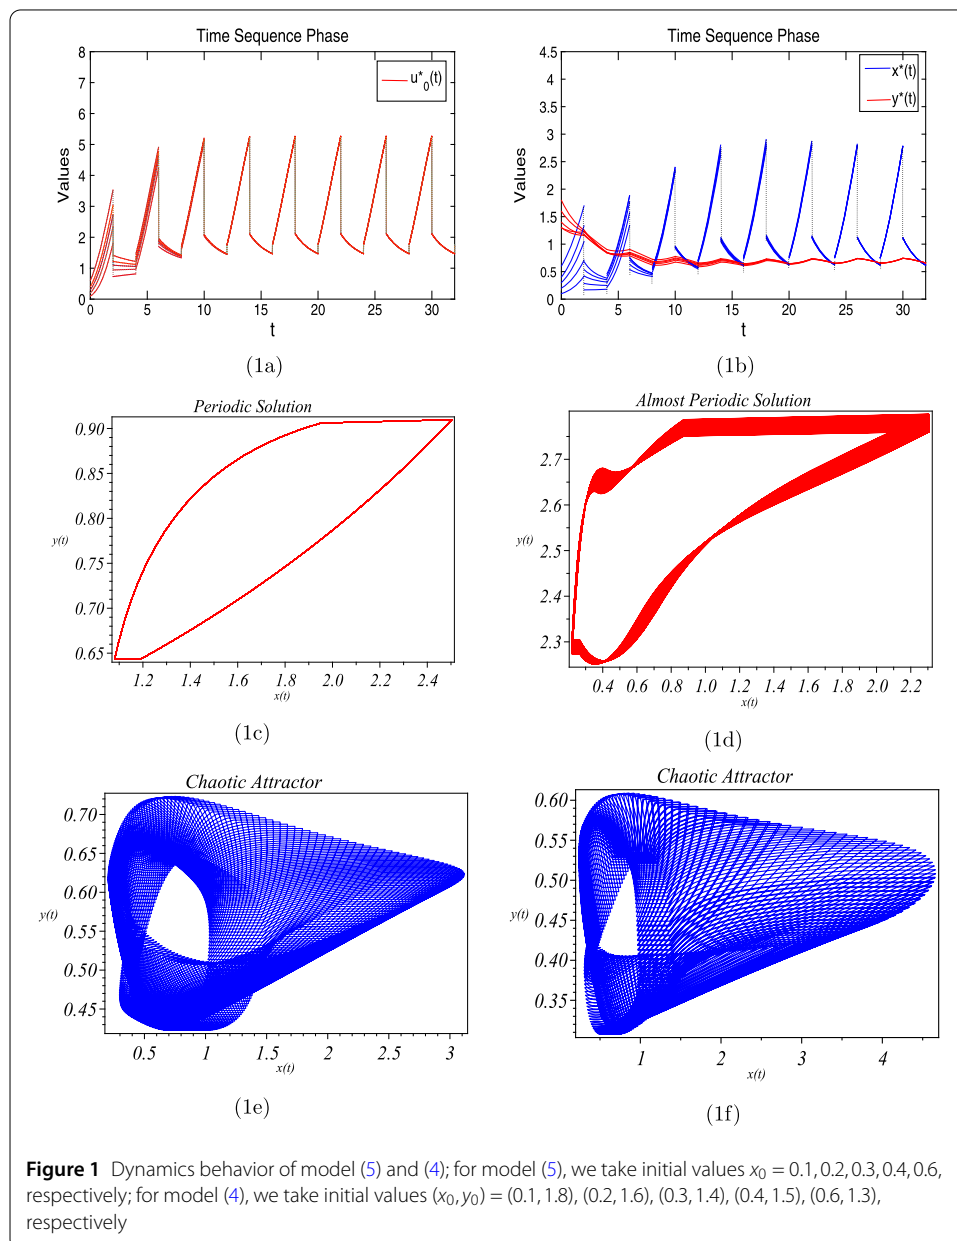 Time Sequence Phase
8
7
6
5
4
3
2
1
0
Values
u*0(t)
0 5 10 15 20 25 30
t
(1a)
Time Sequence Phase
4.5
4
3.5
3
2.5
2
1.5
1
0.5
0
Values
x*(t)
y*(t)
0 5 10 15 20 25 30
t
(1b)
Periodic Solution
0.90
0.85
0.80
y(t)
0.75
0.70
0.65
1.2 1.4 1.6 1.8 2.0 2.2 2.4
x(t)
(1c)
Almost Periodic Solution
2.7
2.6
y(t)
2.5
2.4
2.3
0.4 0.6 0.8 1.0 1.2 1.4 1.6 1.8 2.0 2.2
x(t)
(1d)
Chaotic Attractor
0.70
0.65
0.60
y(t)
0.55
0.50
0.45
0.5 1 1.5 2 2.5 3
x(t)
(1e)
Chaotic Attractor
0.60
0.55
0.50
y(t)
0.45
0.40
0.35
1 2 3 4
x(t)
(1f)
Figure 1 Dynamics behavior of model (5) and (4); for model (5), we take initial values x₀ = 0.1, 0.2, 0.3, 0.4, 0.6,
respectively; for model (4), we take initial values (x₀, y₀) = (0.1, 1.8), (0.2, 1.6), (0.3, 1.4), (0.4, 1.5), (0.6, 1.3),
respectively